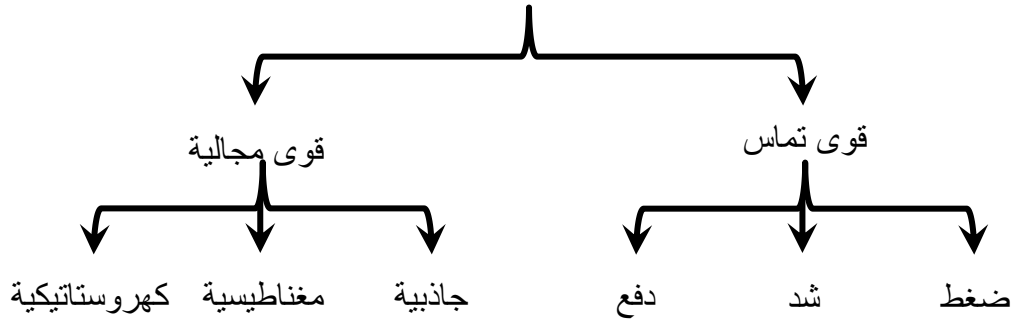 قوى تماس
قوى مجالية
ضغط
شد
دفع
جاذبية
مغناطيسية
كهروستاتيكية